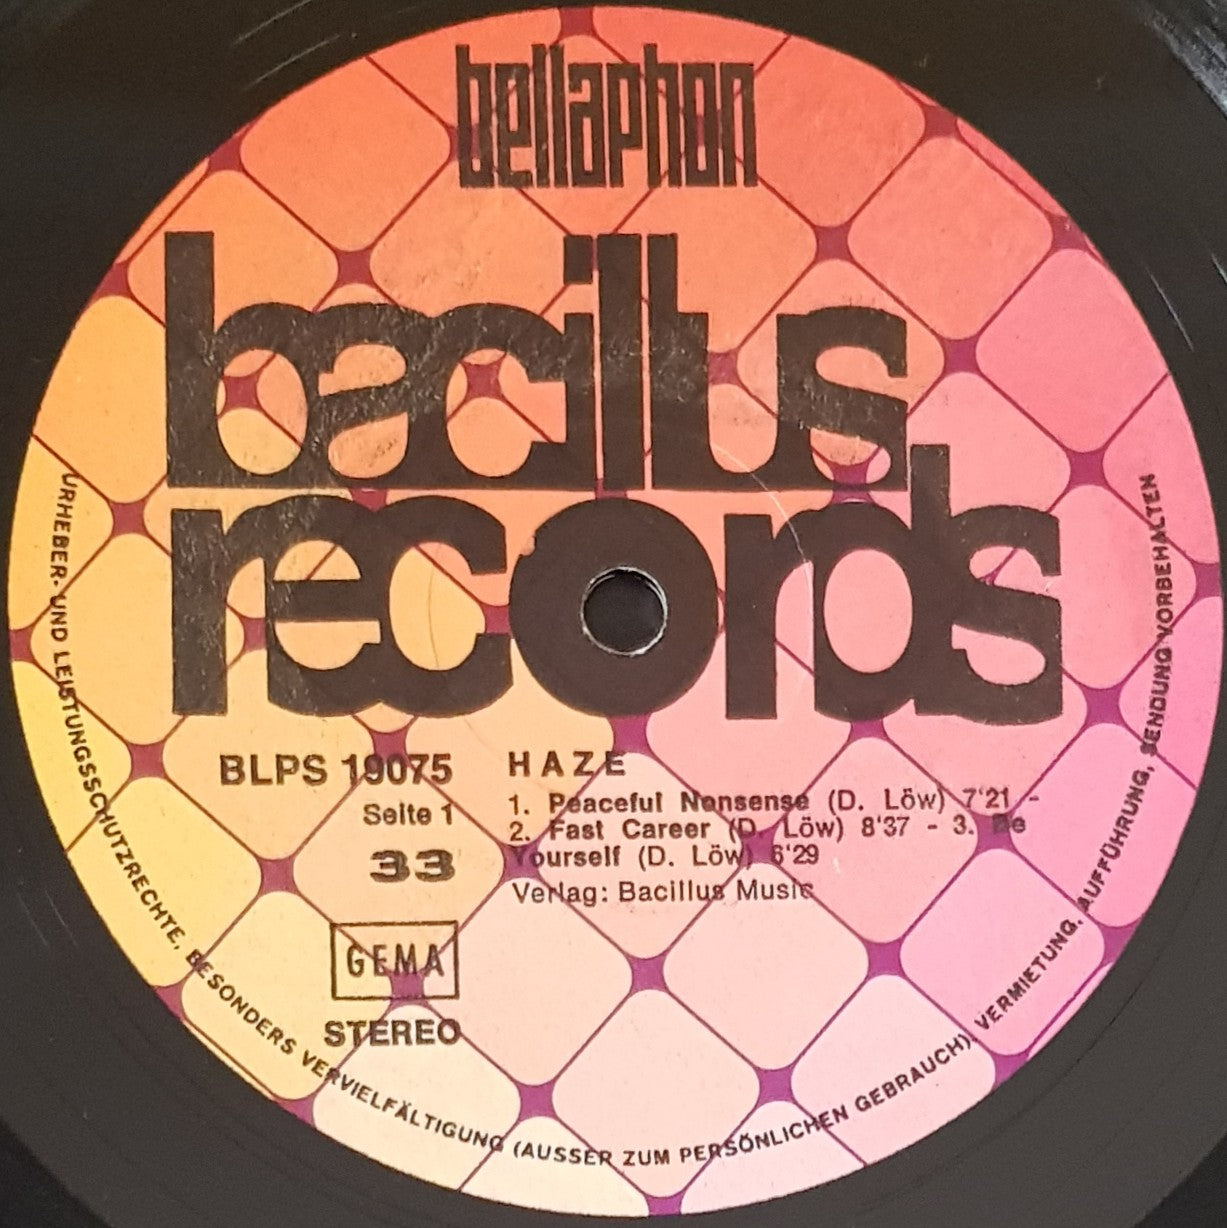 bellaphon
bacillus
records
BLPS 19075
Seite 1
33
GEMA
STEREO
HAZE
1. Peaceful Nonsense (D. Löw) 7'21 -
2. Fast Career (D. Löw) 8'37 - 3. Be
Yourself (D. Löw) 6'29
Verlag: Bacillus Music
URHEBER- UND LEISTUNGSSCHUTZRECHTE, BESONDERS VERVIELFÄLTIGUNG (AUSSER ZUM PERSÖNLICHEN GEBRAUCH), VERMIETUNG, AUFFÜHRUNG, SENDUNG VORBEHALTEN